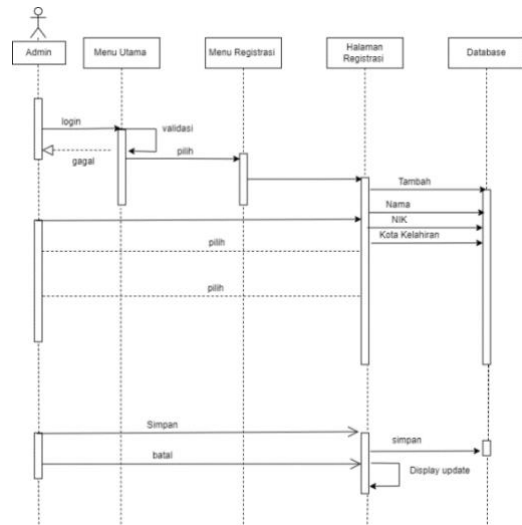 Admin
Menu Utama
Menu Registrasi
Halaman
Registrasi
Database
login
validasi
gagal
pilih
Tambah
Nama
NIK
Kota Kelahiran
pilih
pilih
Simpan
simpan
batal
Display update